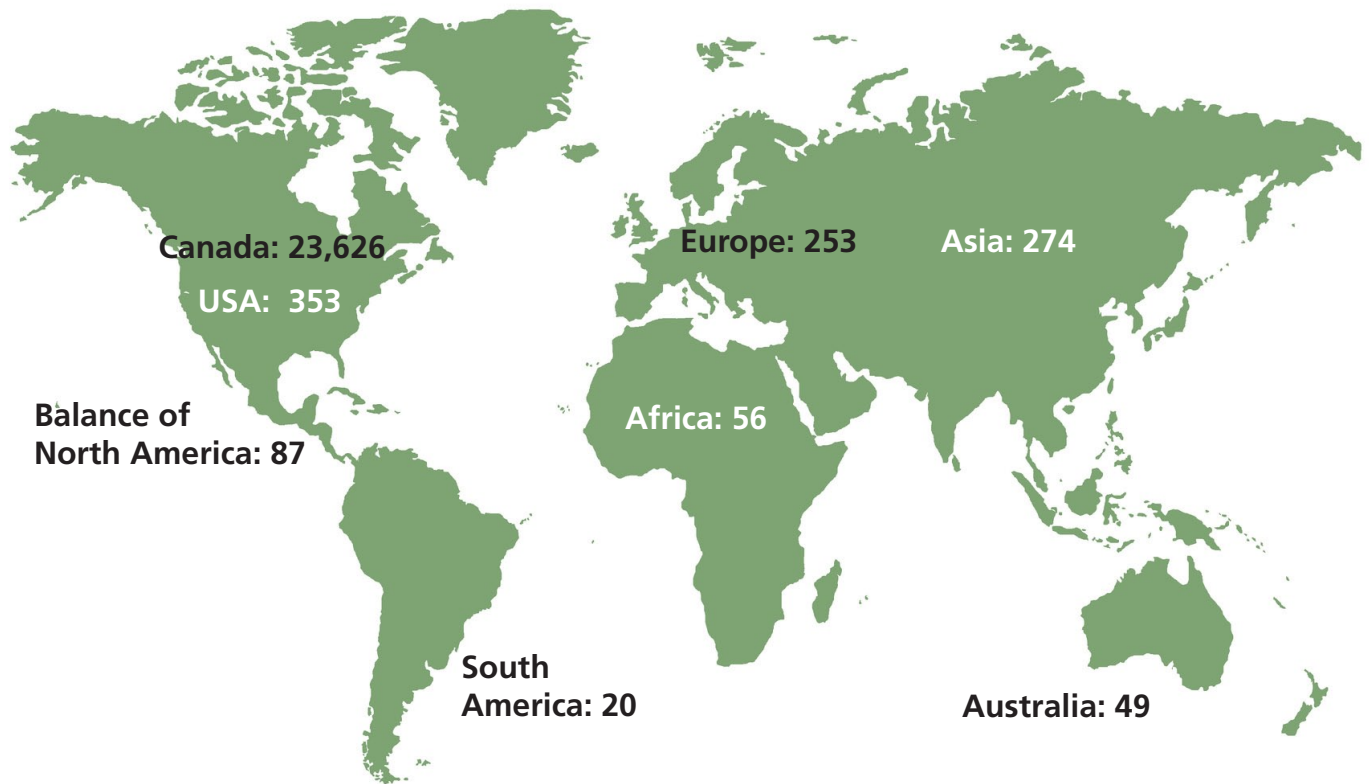 Canada: 23,626
Europe: 253
Asia: 274
USA: 353
Balance of
North America: 87
Africa: 56
South
America: 20
Australia: 49